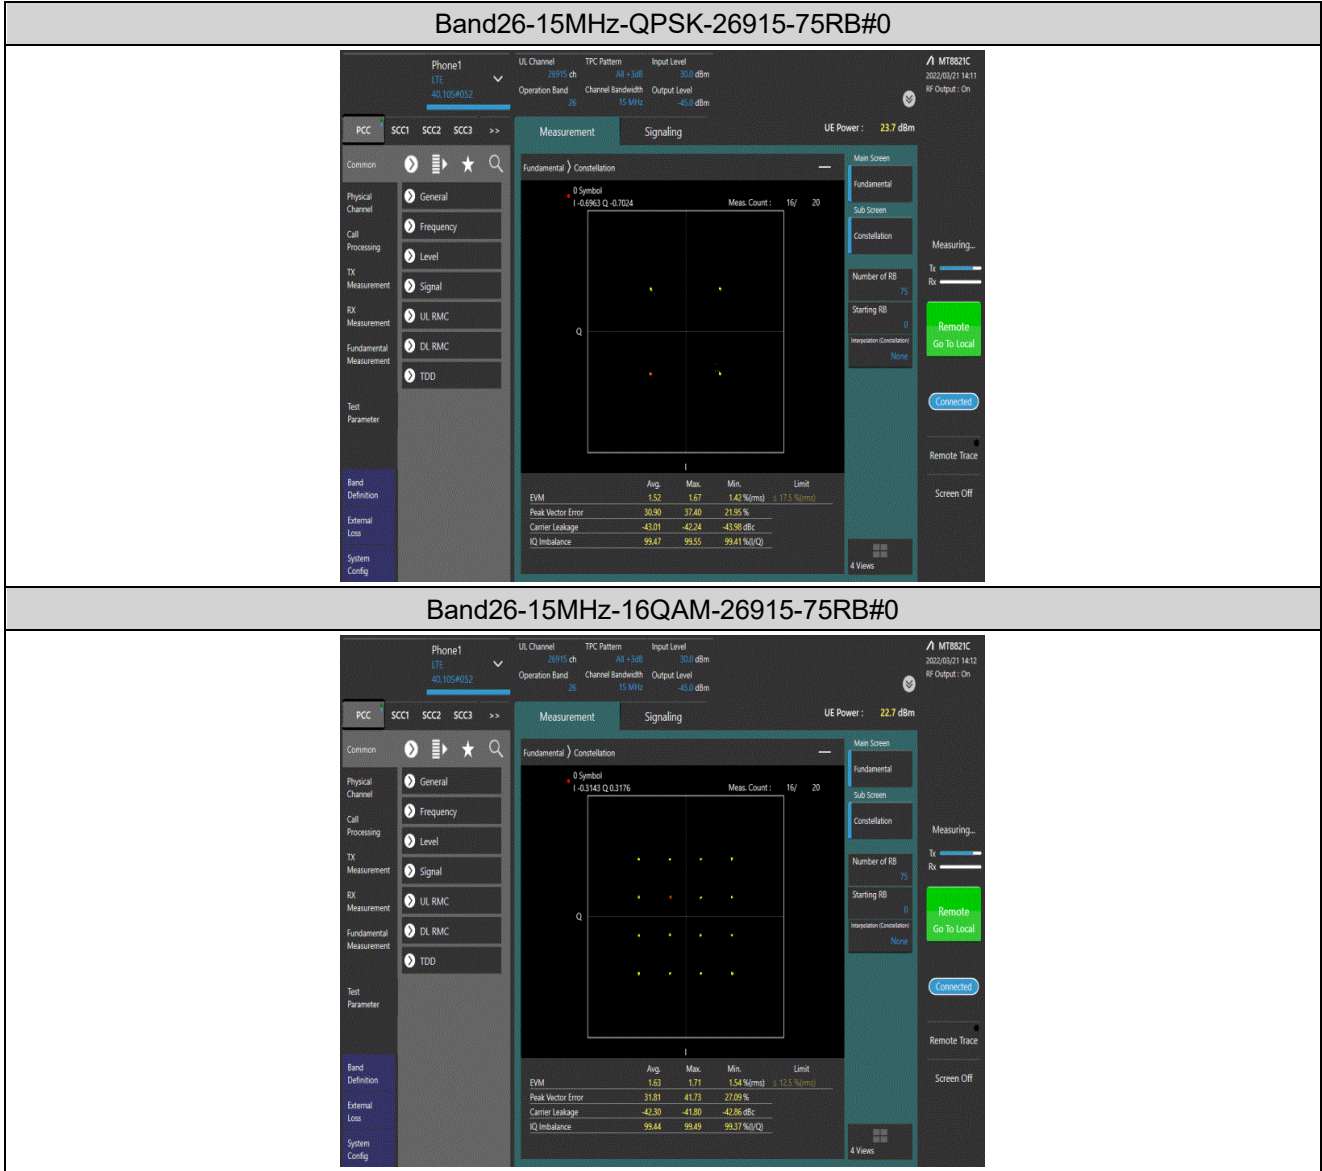 Band26-15MHz-QPSK-26915-75RB#0
Phone1
LTE
40.10S#052
UL Channel TPC Pattern Input Level
26915 ch All +3dB 30.0 dBm
Operation Band Channel Bandwidth Output Level
26 15 MHz -45.0 dBm
MT8821C
2022/03/21 14:11
RF Output : On
PCC SCC1 SCC2 SCC3 >>
Measurement Signaling
UE Power : 23.7 dBm
Common
Physical
Channel
Call
Processing
TX
Measurement
RX
Measurement
Fundamental
Measurement
Test
Parameter
Band
Definition
External
Loss
System
Config
General
Frequency
Level
Signal
UL RMC
DL RMC
TDD
Fundamental 〉 Constellation
0 Symbol
I -0.6963 Q -0.7024 Meas. Count : 16/ 20
Q
I
Avg. Max. Min. Limit
EVM 1.52 1.67 1.42 %(rms) ≤ 17.5 %(rms)
Peak Vector Error 30.90 37.40 21.95 %
Carrier Leakage -43.01 -42.24 -43.98 dBc
IQ Imbalance 99.47 99.55 99.41 %(I/Q)
Main Screen
Fundamental
Sub Screen
Constellation
Number of RB
75
Starting RB
0
Interpolation (Constellation)
None
4 Views
Measuring...
Tx
Rx
Remote
Go To Local
Connected
Remote Trace
Screen Off
Band26-15MHz-16QAM-26915-75RB#0
Phone1
LTE
40.10S#052
UL Channel TPC Pattern Input Level
26915 ch All +3dB 30.0 dBm
Operation Band Channel Bandwidth Output Level
26 15 MHz -45.0 dBm
MT8821C
2022/03/21 14:12
RF Output : On
PCC SCC1 SCC2 SCC3 >>
Measurement Signaling
UE Power : 22.7 dBm
Common
Physical
Channel
Call
Processing
TX
Measurement
RX
Measurement
Fundamental
Measurement
Test
Parameter
Band
Definition
External
Loss
System
Config
General
Frequency
Level
Signal
UL RMC
DL RMC
TDD
Fundamental 〉 Constellation
0 Symbol
I -0.3143 Q 0.3176 Meas. Count : 16/ 20
Q
I
Avg. Max. Min. Limit
EVM 1.63 1.71 1.54 %(rms) ≤ 12.5 %(rms)
Peak Vector Error 31.81 41.73 27.09 %
Carrier Leakage -42.30 -41.80 -42.86 dBc
IQ Imbalance 99.44 99.49 99.37 %(I/Q)
Main Screen
Fundamental
Sub Screen
Constellation
Number of RB
75
Starting RB
0
Interpolation (Constellation)
None
4 Views
Measuring...
Tx
Rx
Remote
Go To Local
Connected
Remote Trace
Screen Off